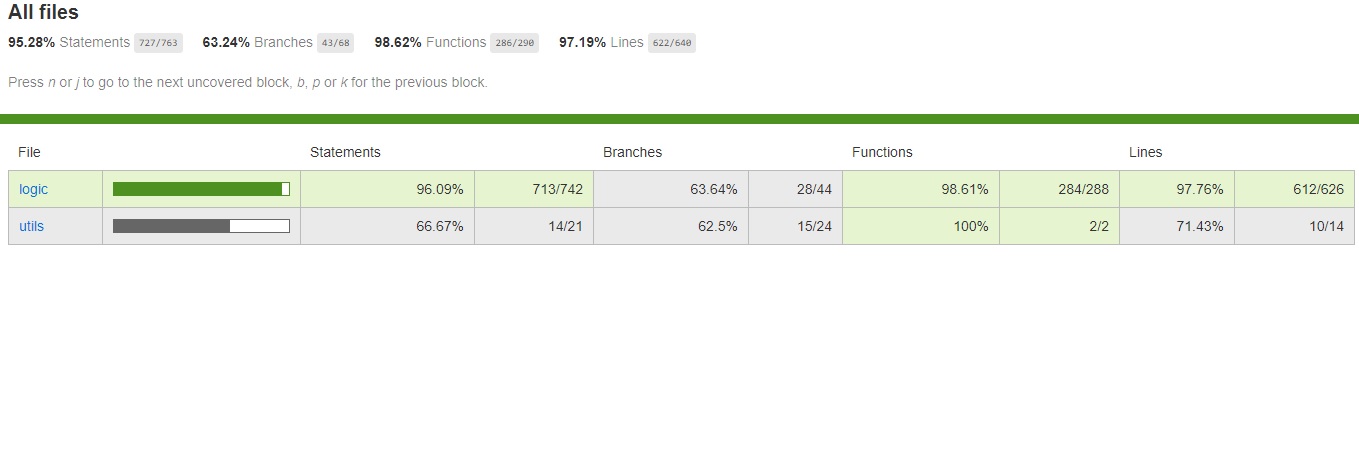 All files
95.28% Statements 727/763 63.24% Branches 43/68 98.62% Functions 286/290 97.19% Lines 622/640
Press n or j to go to the next uncovered block, b, p or k for the previous block.
File Statements Branches Functions Lines
logic 96.09% 713/742 63.64% 28/44 98.61% 284/288 97.76% 612/626
utils 66.67% 14/21 62.5% 15/24 100% 2/2 71.43% 10/14